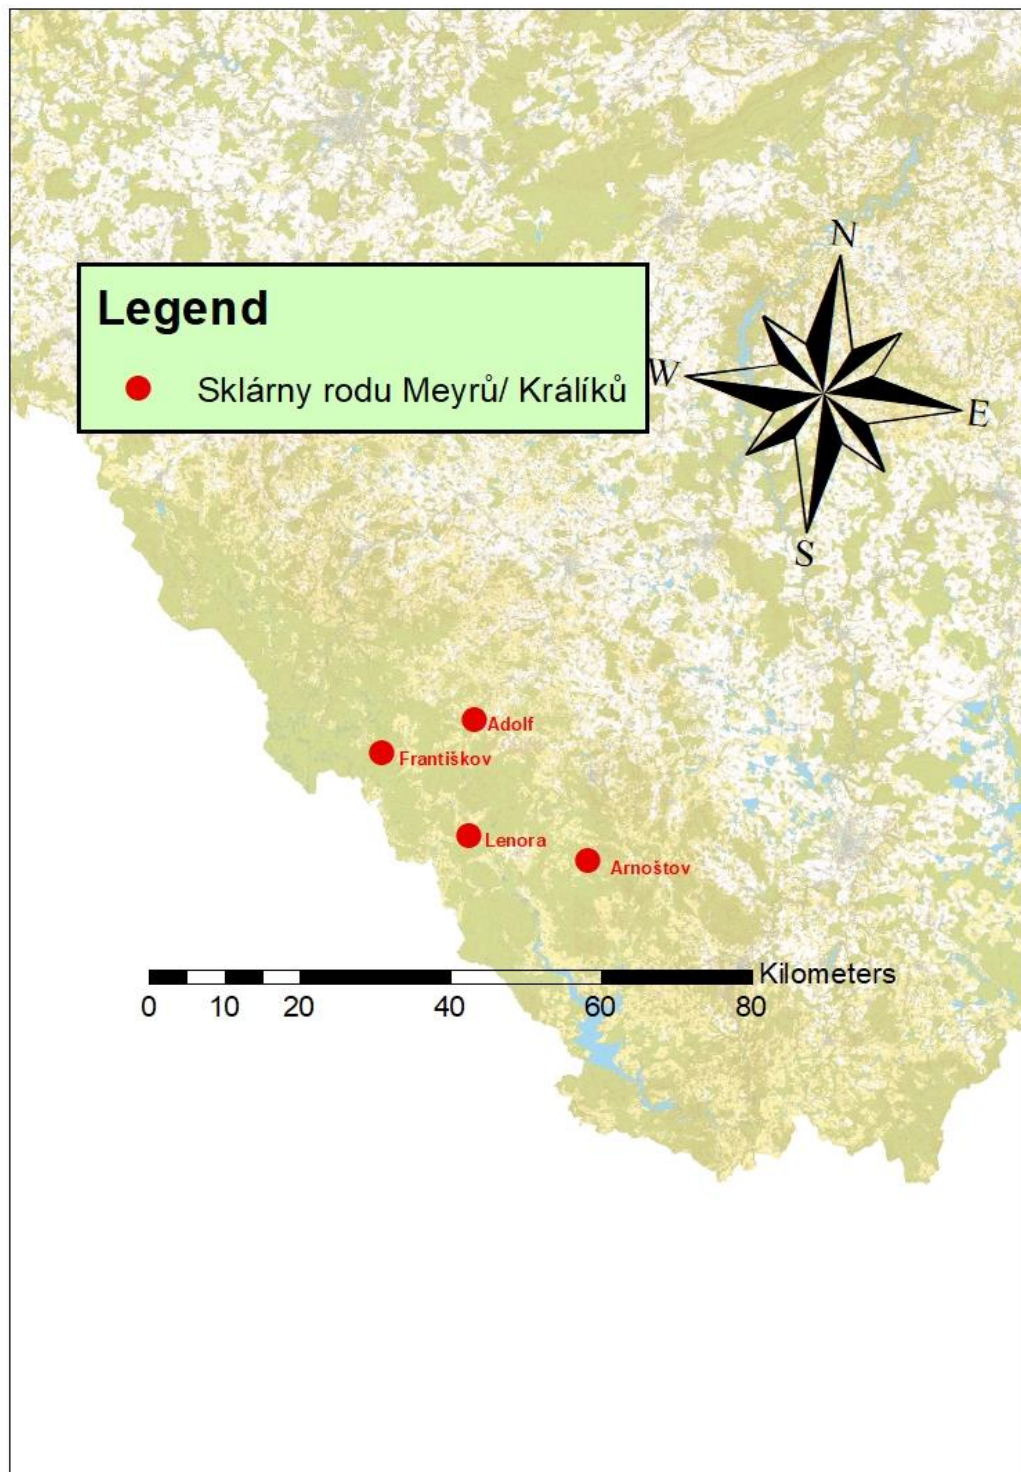 N
Legend
W
Sklárny rodu Meyrů/ Králíků
E
S
Adolf
Františkov
Lenora
Arnoštov
Kilometers
0 10 20 40 60 80